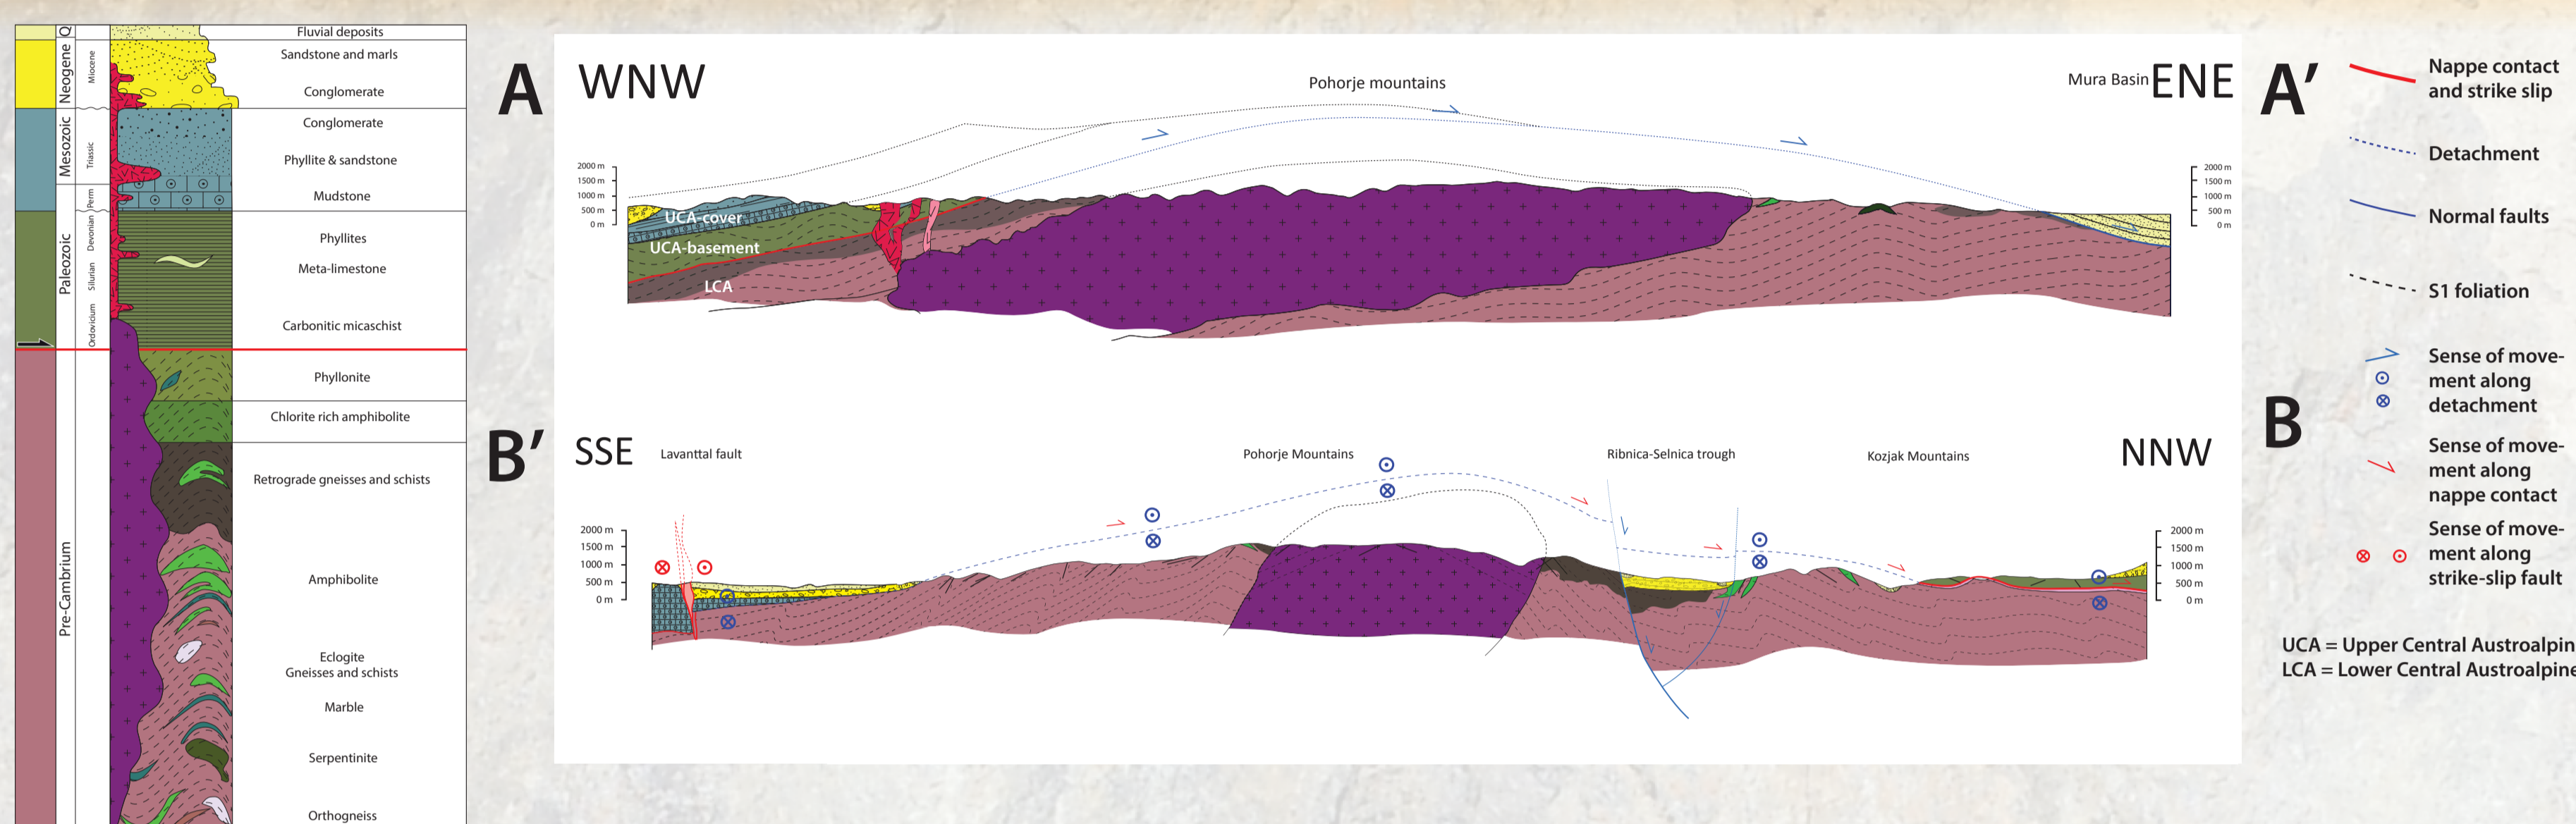 Q
Neogene
Miocene
Mesozoic
Triassic
Perm
Paleozoic
Devonian
Silurian
Ordovicium
Pre-Cambrium
Fluvial deposits
Sandstone and marls
Conglomerate
Conglomerate
Phyllite & sandstone
Mudstone
Phyllites
Meta-limestone
Carbonitic micaschist
Phyllonite
Chlorite rich amphibolite
Retrograde gneisses and schists
Amphibolite
Eclogite
Gneisses and schists
Marble
Serpentinite
Orthogneiss
A
WNW
Pohorje mountains
Mura Basin
ENE
A′
2000 m
1500 m
1000 m
500 m
0 m
UCA-cover
UCA-basement
LCA
2000 m
1500 m
1000 m
500 m
0 m
B′
SSE
Lavanttal fault
Pohorje Mountains
Ribnica-Selnica trough
Kozjak Mountains
NNW
B
2000 m
1500 m
1000 m
500 m
0 m
2000 m
1500 m
1000 m
500 m
0 m
Nappe contact
and strike slip
Detachment
Normal faults
S1 foliation
Sense of move-
ment along
detachment
Sense of move-
ment along
nappe contact
Sense of move-
ment along
strike-slip fault
UCA = Upper Central Austroalpin
LCA = Lower Central Austroalpine